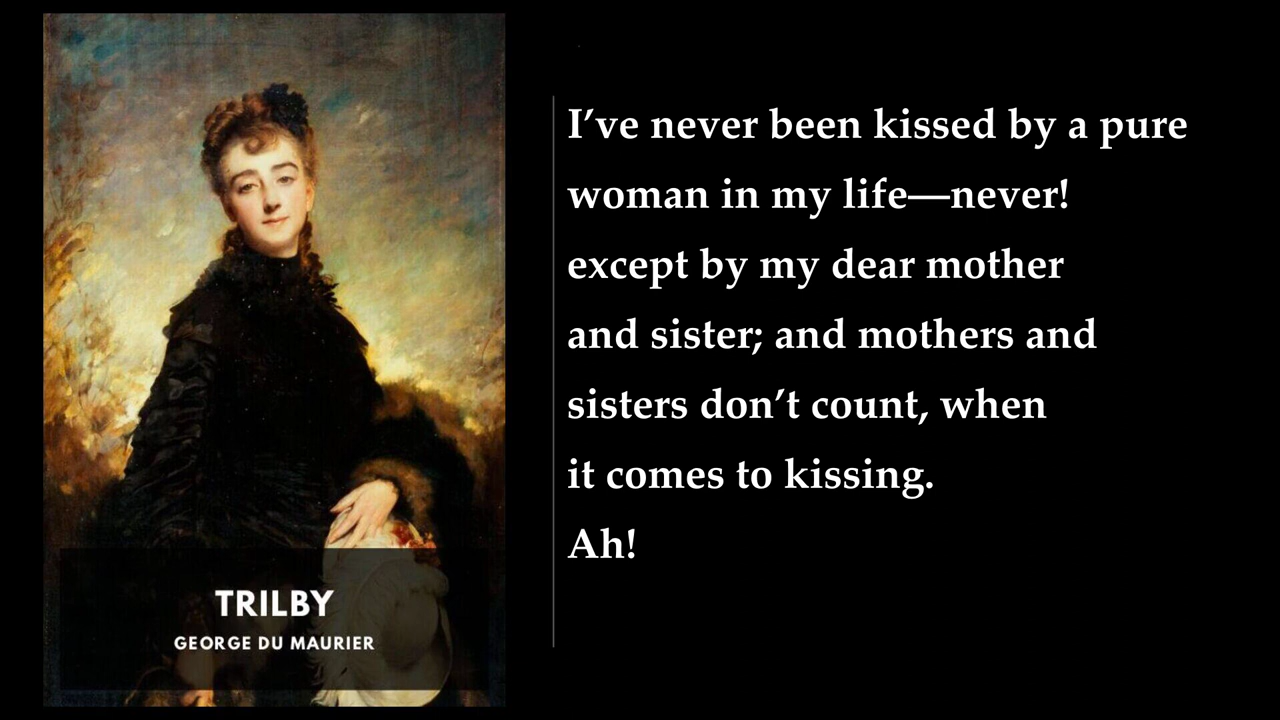 TRILBY
GEORGE DU MAURIER
I’ve never been kissed by a pure
woman in my life—never!
except by my dear mother
and sister; and mothers and
sisters don’t count, when
it comes to kissing.
Ah!